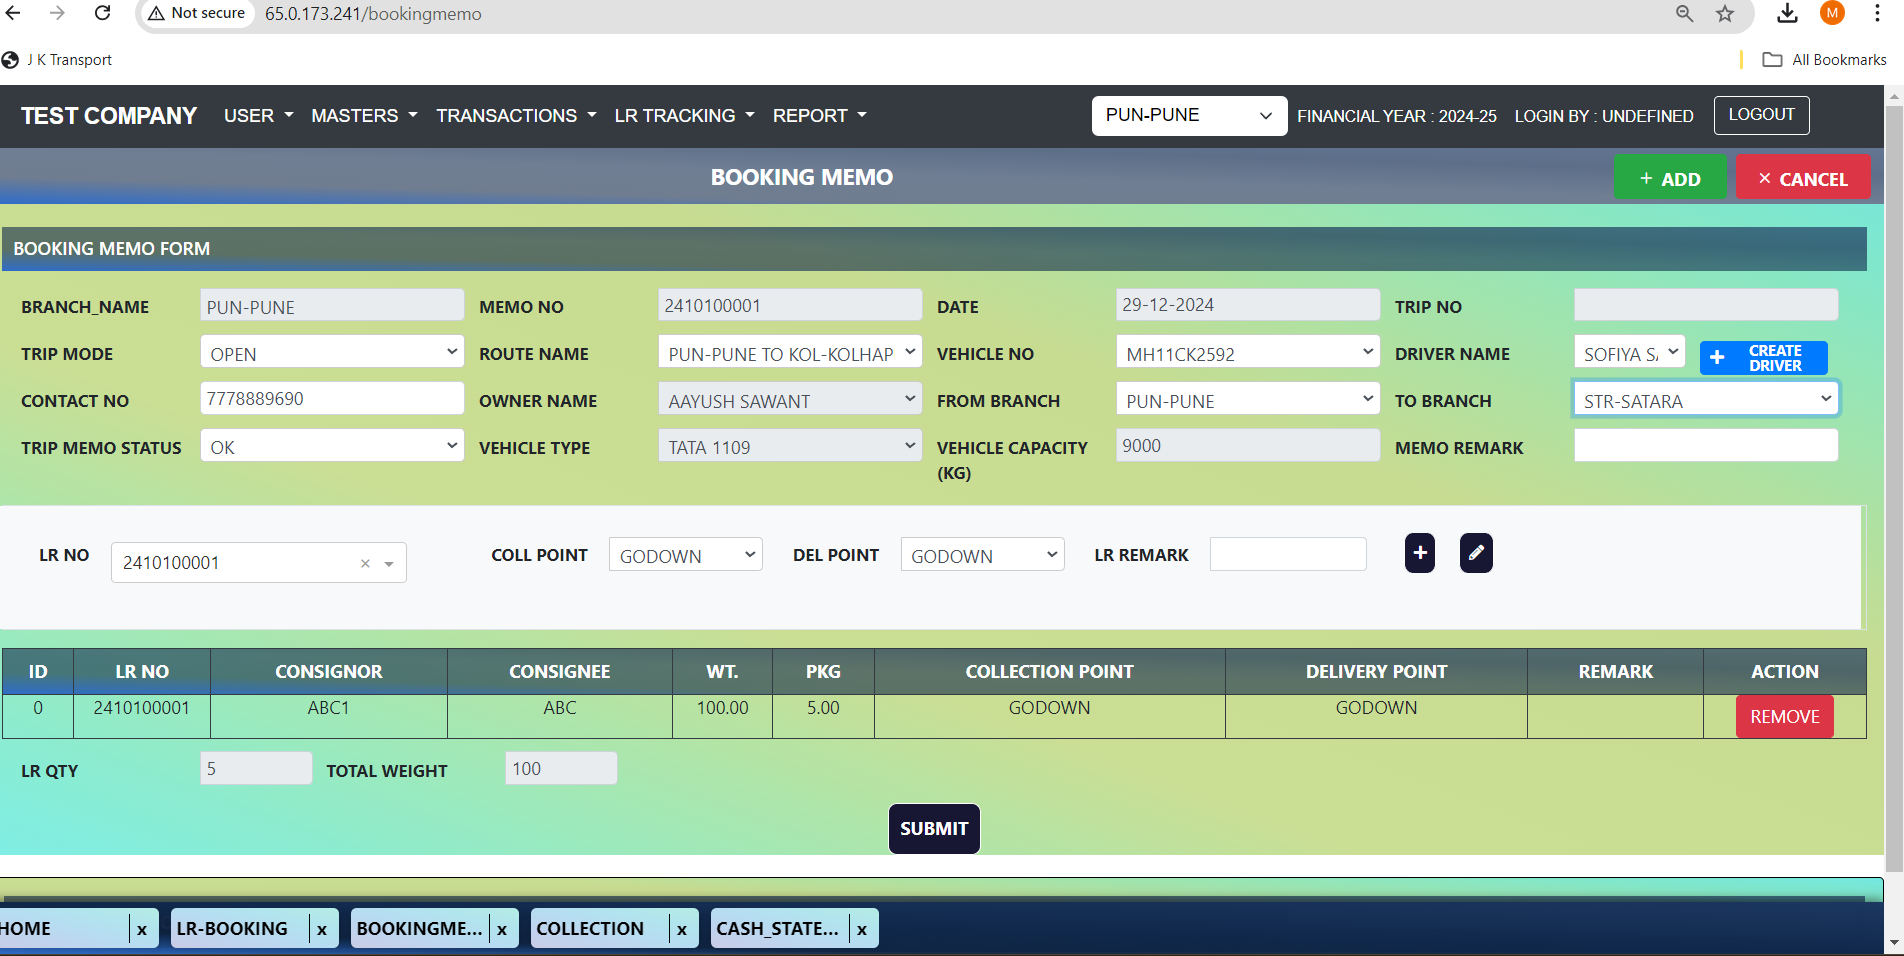 Not secure 65.0.173.241/bookingmemo M
J K Transport All Bookmarks
TEST COMPANY USER MASTERS TRANSACTIONS LR TRACKING REPORT PUN-PUNE FINANCIAL YEAR : 2024-25 LOGIN BY : UNDEFINED LOGOUT
BOOKING MEMO + ADD × CANCEL
BOOKING MEMO FORM
BRANCH_NAME PUN-PUNE MEMO NO 2410100001 DATE 29-12-2024 TRIP NO
TRIP MODE OPEN ROUTE NAME PUN-PUNE TO KOL-KOLHAP VEHICLE NO MH11CK2592 DRIVER NAME SOFIYA + CREATE DRIVER
CONTACT NO 7778889690 OWNER NAME AAYUSH SAWANT FROM BRANCH PUN-PUNE TO BRANCH STR-SATARA
TRIP MEMO STATUS OK VEHICLE TYPE TATA 1109 VEHICLE CAPACITY (KG) 9000 MEMO REMARK
LR NO 2410100001 × COLL POINT GODOWN DEL POINT GODOWN LR REMARK +
ID LR NO CONSIGNOR CONSIGNEE WT. PKG COLLECTION POINT DELIVERY POINT REMARK ACTION
0 2410100001 ABC1 ABC 100.00 5.00 GODOWN GODOWN REMOVE
LR QTY 5 TOTAL WEIGHT 100
SUBMIT
HOME x LR-BOOKING x BOOKINGME... x COLLECTION x CASH_STATE... x